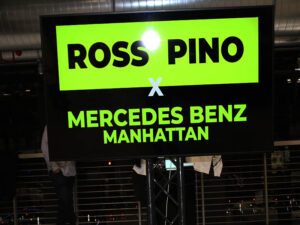 ROSS PINO
X
MERCEDES BENZ
MANHATTAN